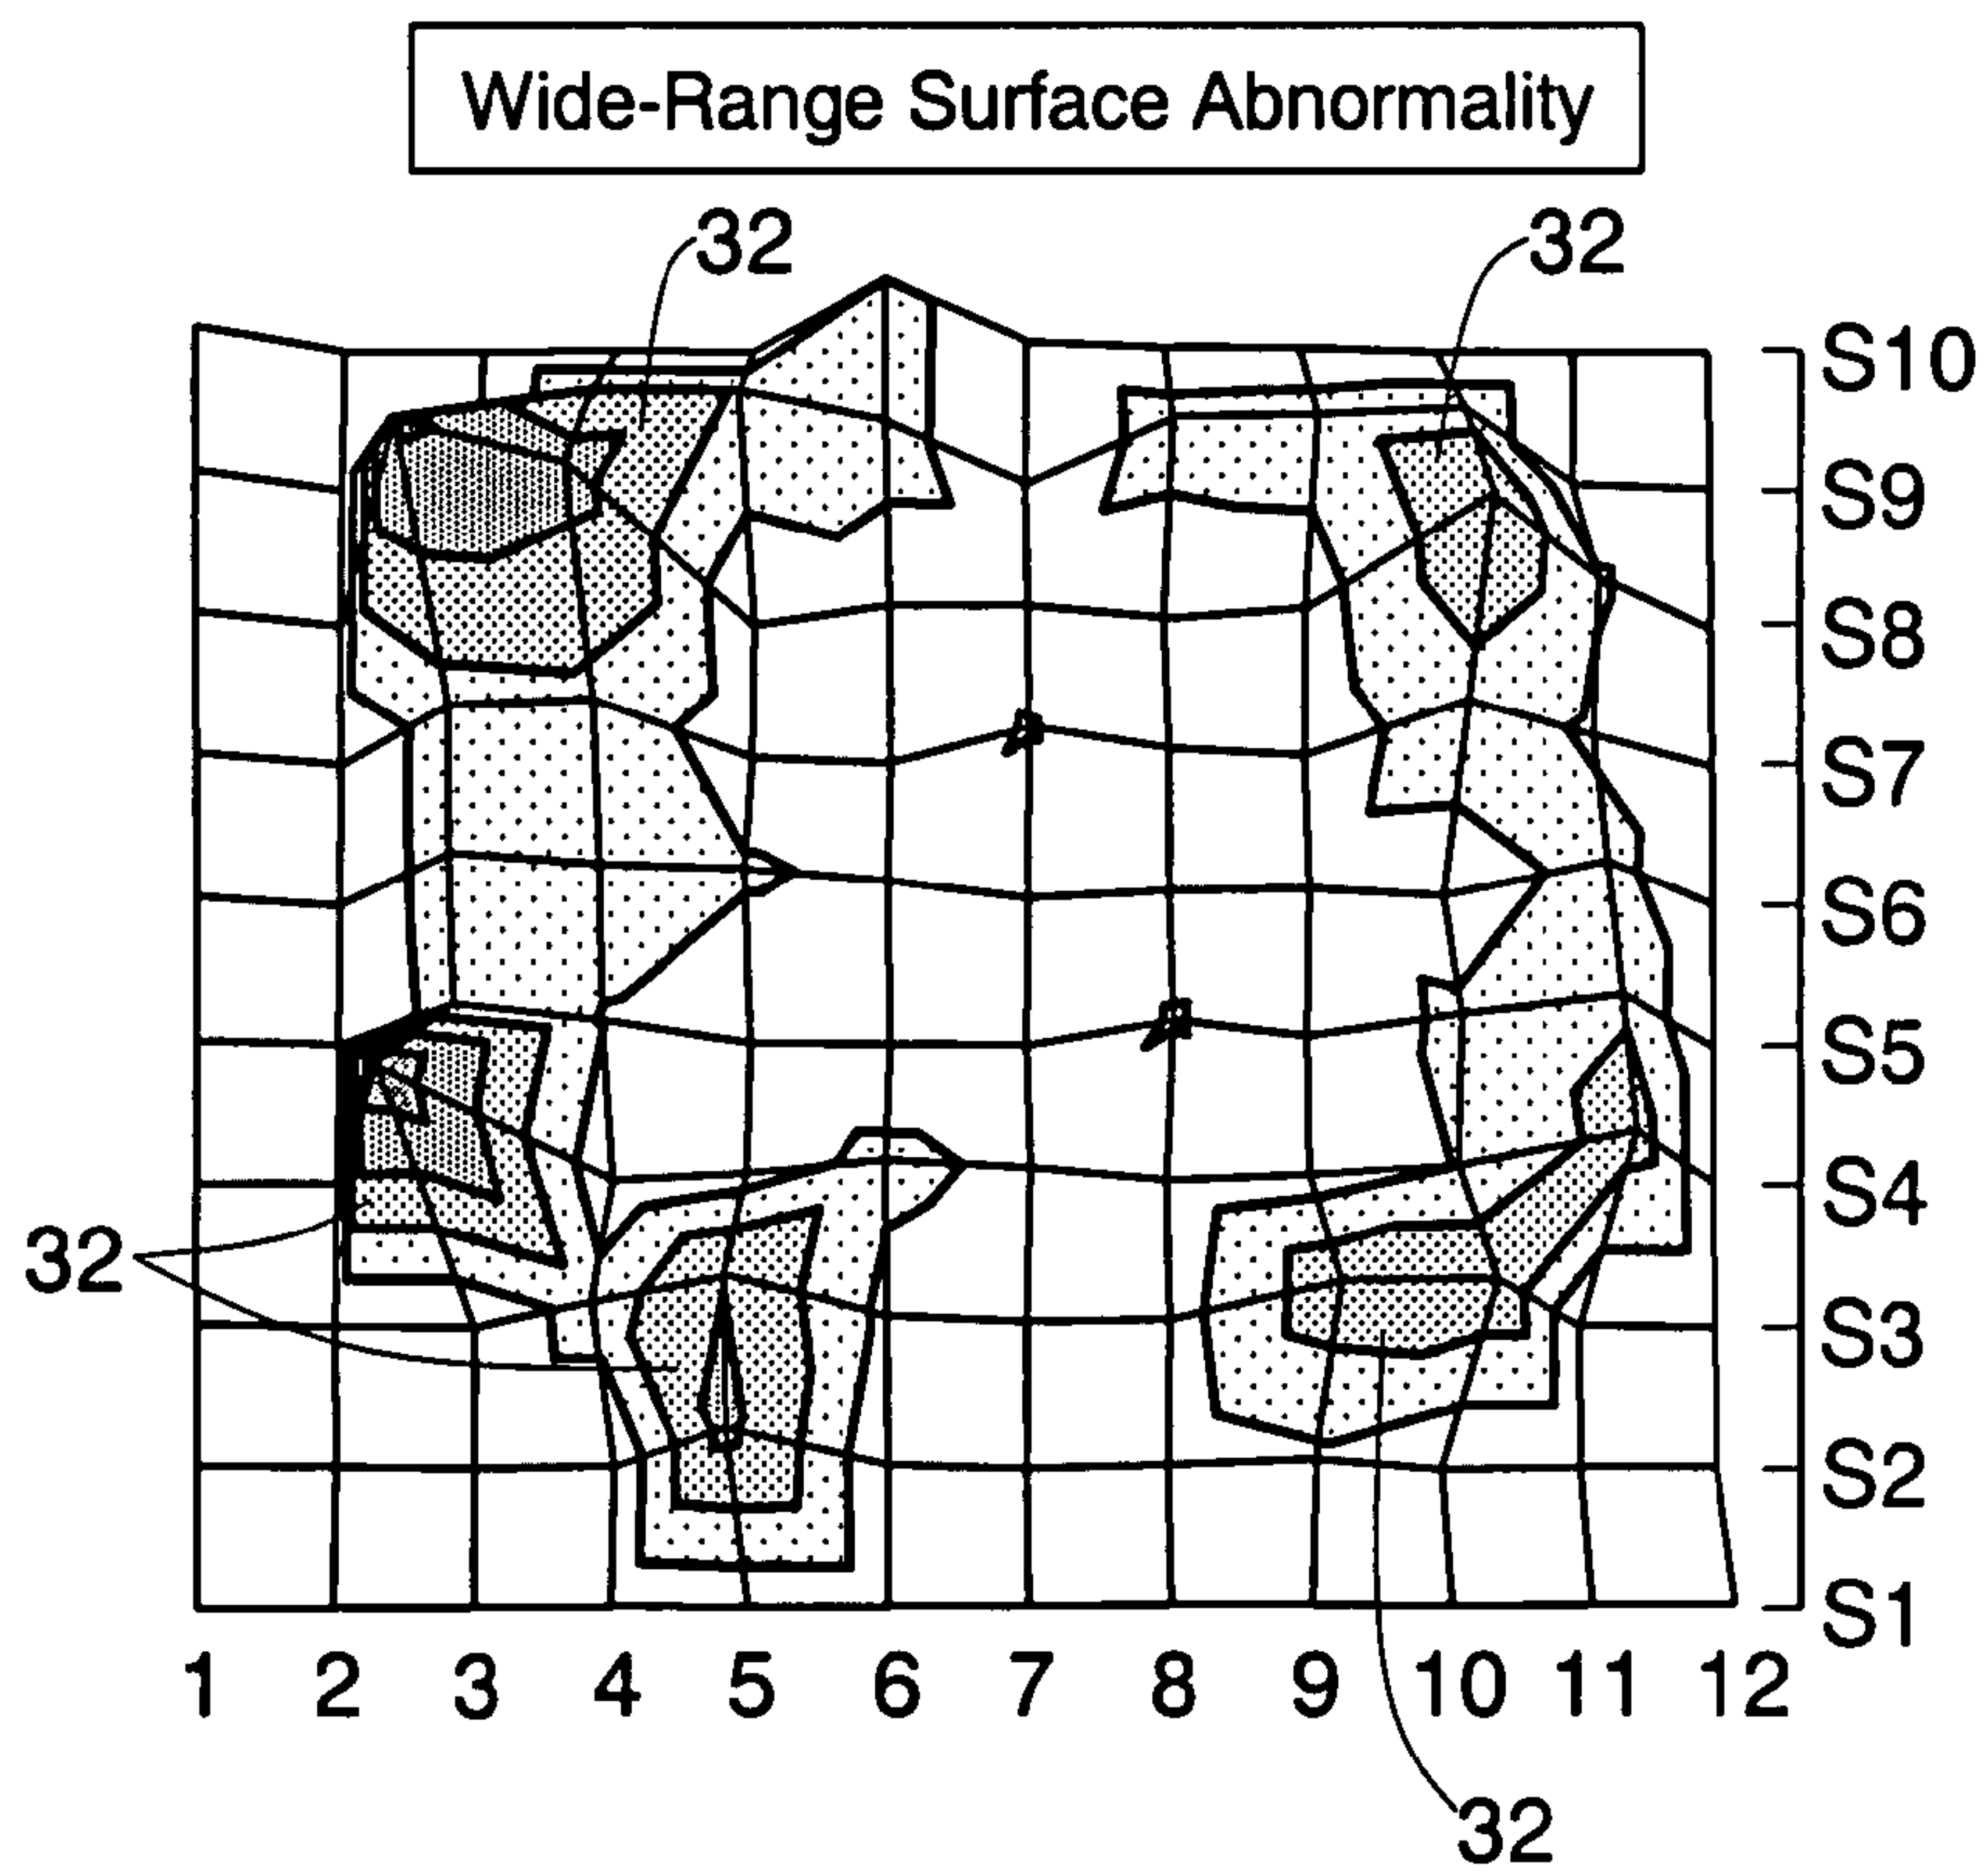 Wide-Range Surface Abnormality
32 32
S10
S9
S8
S7
S6
S5
S4
32
S3
S2
S1
1 2 3 4 5 6 7 8 9 10 11 12
32